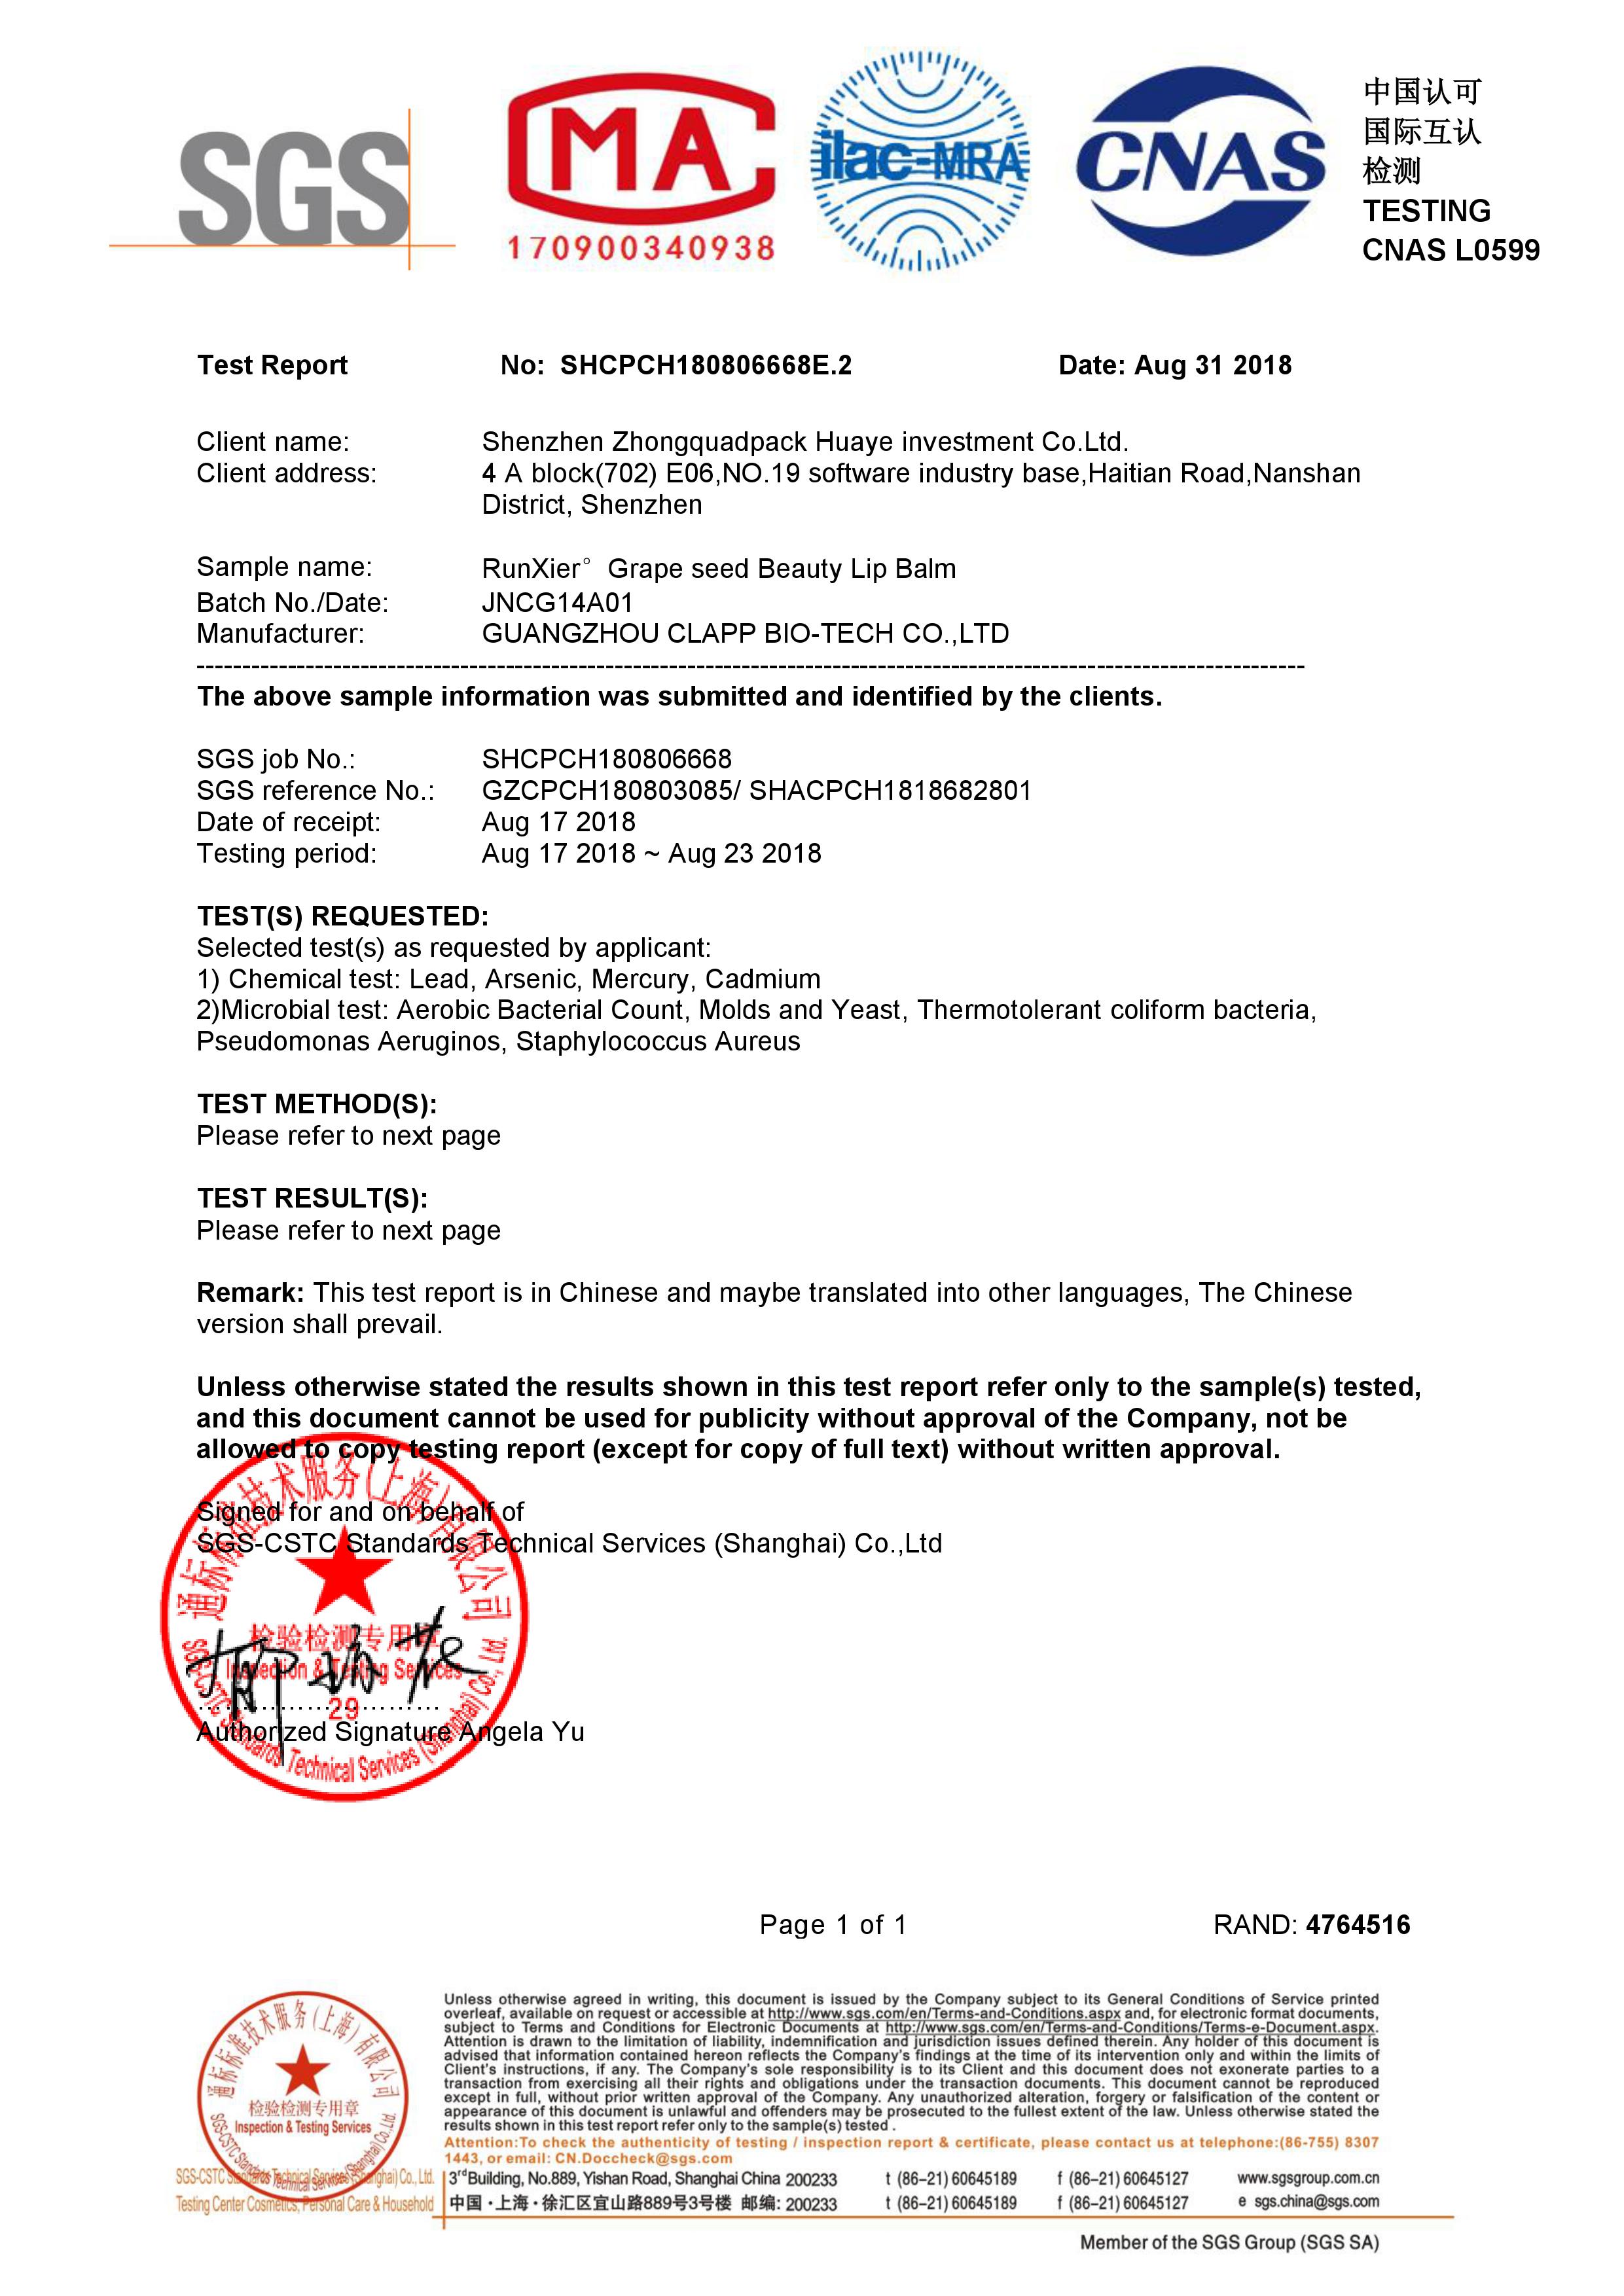 SGS
MA
170900340938
ilac-MRA
CNAS
中国认可
国际互认
检测
TESTING
CNAS L0599
Test Report No: SHCPCH180806668E.2 Date: Aug 31 2018
Client name: Shenzhen Zhongquadpack Huaye investment Co.Ltd.
Client address: 4 A block(702) E06,NO.19 software industry base,Haitian Road,Nanshan
District, Shenzhen
Sample name: RunXier° Grape seed Beauty Lip Balm
Batch No./Date: JNCG14A01
Manufacturer: GUANGZHOU CLAPP BIO-TECH CO.,LTD
The above sample information was submitted and identified by the clients.
SGS job No.: SHCPCH180806668
SGS reference No.: GZCPCH180803085/ SHACPCH1818682801
Date of receipt: Aug 17 2018
Testing period: Aug 17 2018 ~ Aug 23 2018
TEST(S) REQUESTED:
Selected test(s) as requested by applicant:
1) Chemical test: Lead, Arsenic, Mercury, Cadmium
2)Microbial test: Aerobic Bacterial Count, Molds and Yeast, Thermotolerant coliform bacteria,
Pseudomonas Aeruginos, Staphylococcus Aureus
TEST METHOD(S):
Please refer to next page
TEST RESULT(S):
Please refer to next page
Remark: This test report is in Chinese and maybe translated into other languages, The Chinese
version shall prevail.
Unless otherwise stated the results shown in this test report refer only to the sample(s) tested,
and this document cannot be used for publicity without approval of the Company, not be
allowed to copy testing report (except for copy of full text) without written approval.
Signed for and on behalf of
SGS-CSTC Standards Technical Services (Shanghai) Co.,Ltd
通标标准技术服务(上海)有限公司
检验检测专用章
Inspection & Testing Services
29
SGS-CSTC Standards Technical Services (Shanghai) Co., Ltd.
Authorized Signature Angela Yu
Page 1 of 1 RAND: 4764516
通标标准技术服务(上海)有限公司
检验检测专用章
Inspection & Testing Services
SGS-CSTC Standards Technical Services (Shanghai) Co., Ltd.
Unless otherwise agreed in writing, this document is issued by the Company subject to its General Conditions of Service printed
overleaf, available on request or accessible at http://www.sgs.com/en/Terms-and-Conditions.aspx and, for electronic format documents,
subject to Terms and Conditions for Electronic Documents at http://www.sgs.com/en/Terms-and-Conditions/Terms-e-Document.aspx.
Attention is drawn to the limitation of liability, indemnification and jurisdiction issues defined therein. Any holder of this document is
advised that information contained hereon reflects the Company's findings at the time of its intervention only and within the limits of
Client's instructions, if any. The Company's sole responsibility is to its Client and this document does not exonerate parties to a
transaction from exercising all their rights and obligations under the transaction documents. This document cannot be reproduced
except in full, without prior written approval of the Company. Any unauthorized alteration, forgery or falsification of the content or
appearance of this document is unlawful and offenders may be prosecuted to the fullest extent of the law. Unless otherwise stated the
results shown in this test report refer only to the sample(s) tested .
Attention:To check the authenticity of testing / inspection report & certificate, please contact us at telephone:(86-755) 8307
1443, or email: CN.Doccheck@sgs.com
SGS-CSTC Standards Technical Services (Shanghai) Co., Ltd. 3rdBuilding, No.889, Yishan Road, Shanghai China 200233 t (86–21) 60645189 f (86–21) 60645127 www.sgsgroup.com.cn
Testing Center Cosmetics, Personal Care & Household 中国・上海・徐汇区宜山路889号3号楼 邮编: 200233 t (86–21) 60645189 f (86–21) 60645127 e sgs.china@sgs.com
Member of the SGS Group (SGS SA)